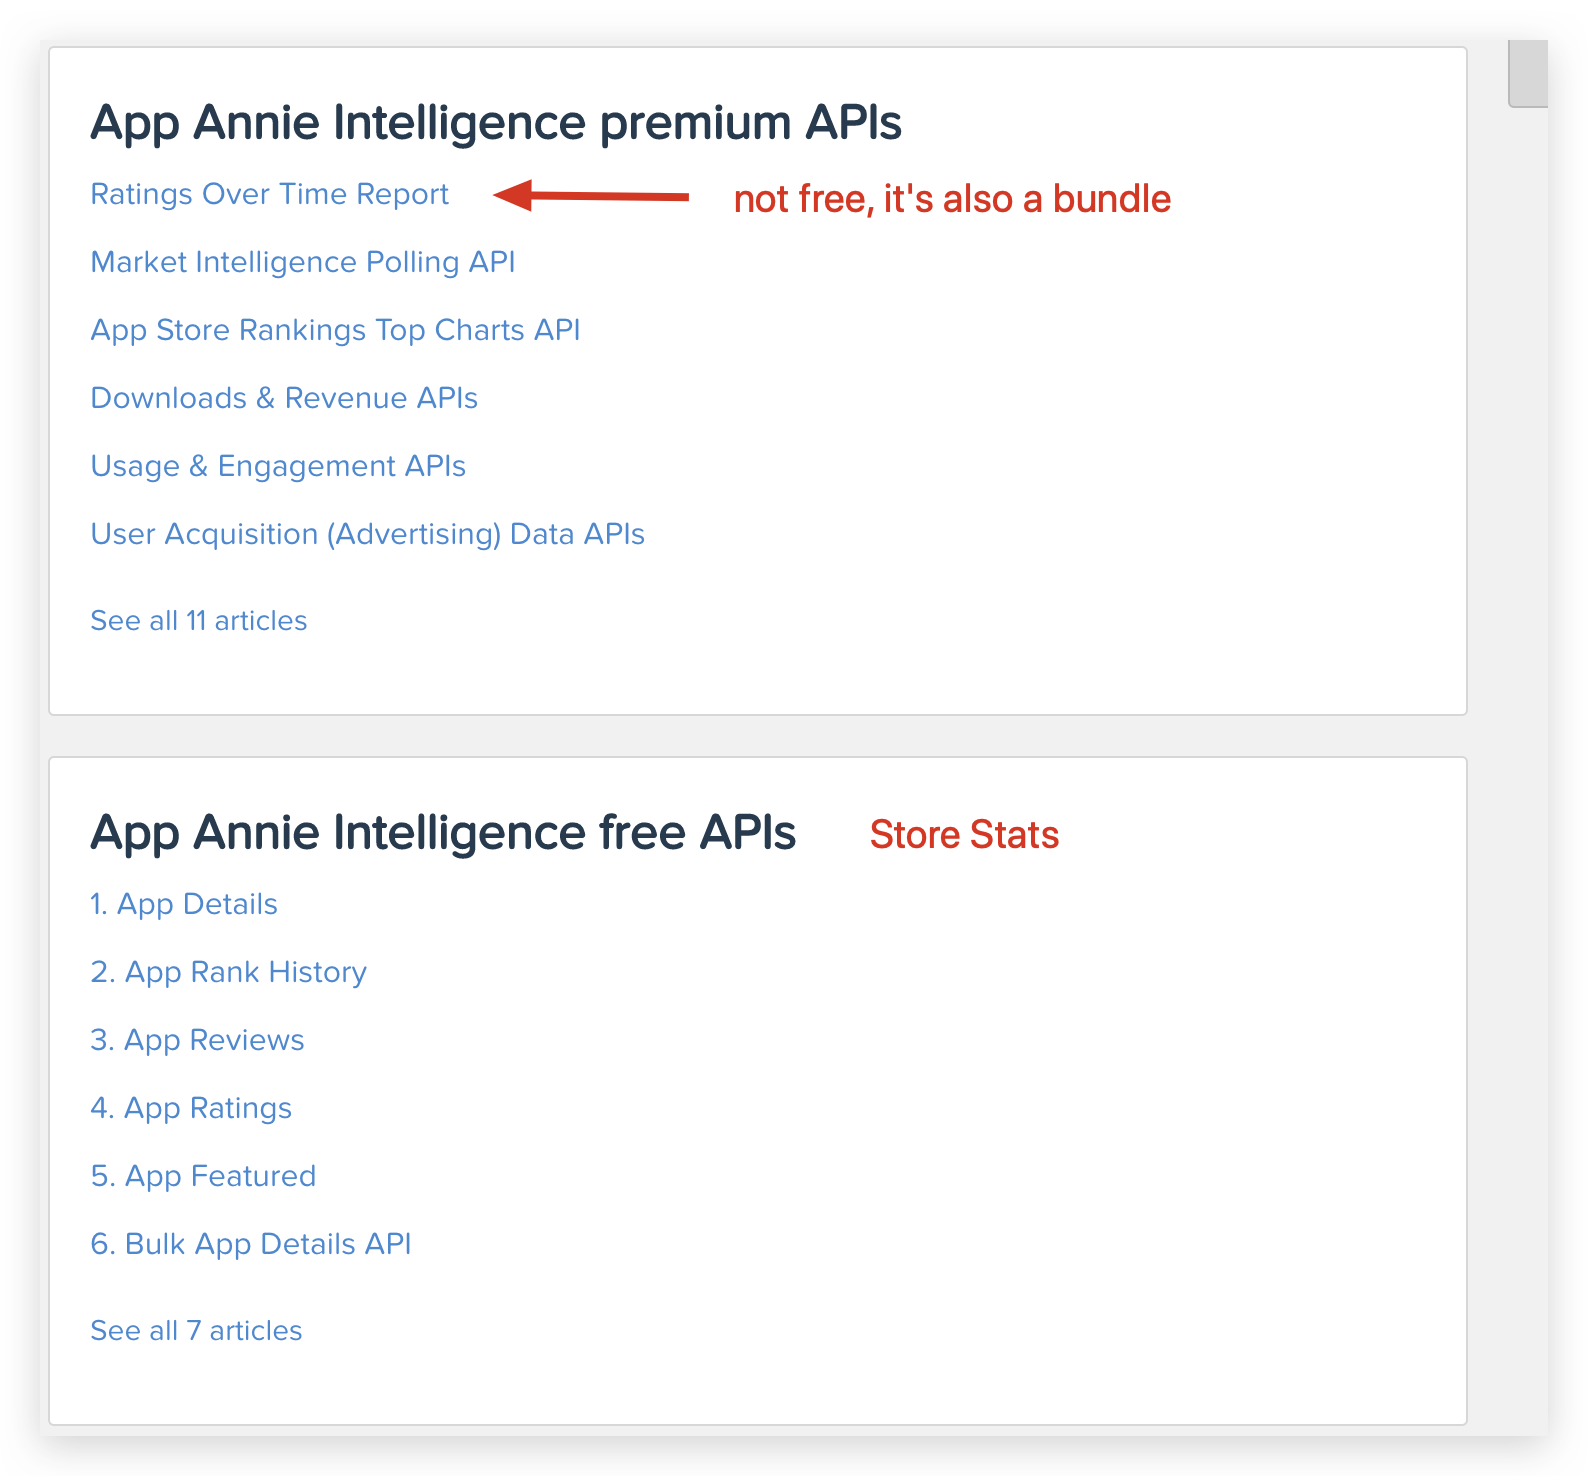 App Annie Intelligence premium APIs
Ratings Over Time Report not free, it's also a bundle
Market Intelligence Polling API
App Store Rankings Top Charts API
Downloads & Revenue APIs
Usage & Engagement APIs
User Acquisition (Advertising) Data APIs
See all 11 articles
App Annie Intelligence free APIs Store Stats
1. App Details
2. App Rank History
3. App Reviews
4. App Ratings
5. App Featured
6. Bulk App Details API
See all 7 articles